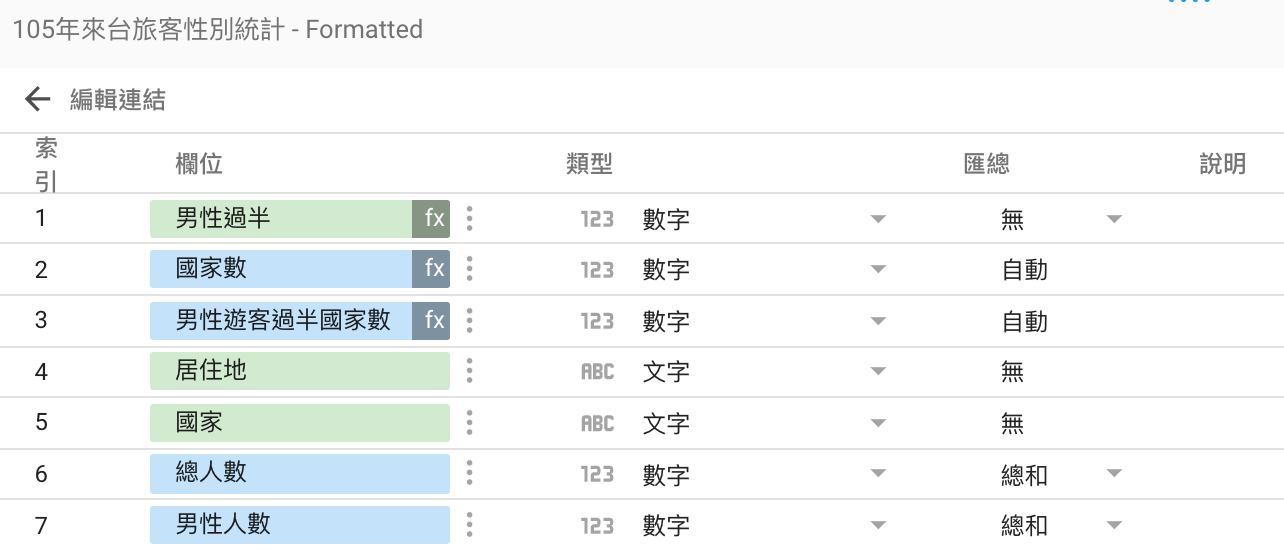 105年來台旅客性別統計 - Formatted
編輯連結
索引 欄位 類型 匯總 說明
1 男性過半 fx 123 數字 無
2 國家數 fx 123 數字 自動
3 男性遊客過半國家數 fx 123 數字 自動
4 居住地 ABC 文字 無
5 國家 ABC 文字 無
6 總人數 123 數字 總和
7 男性人數 123 數字 總和